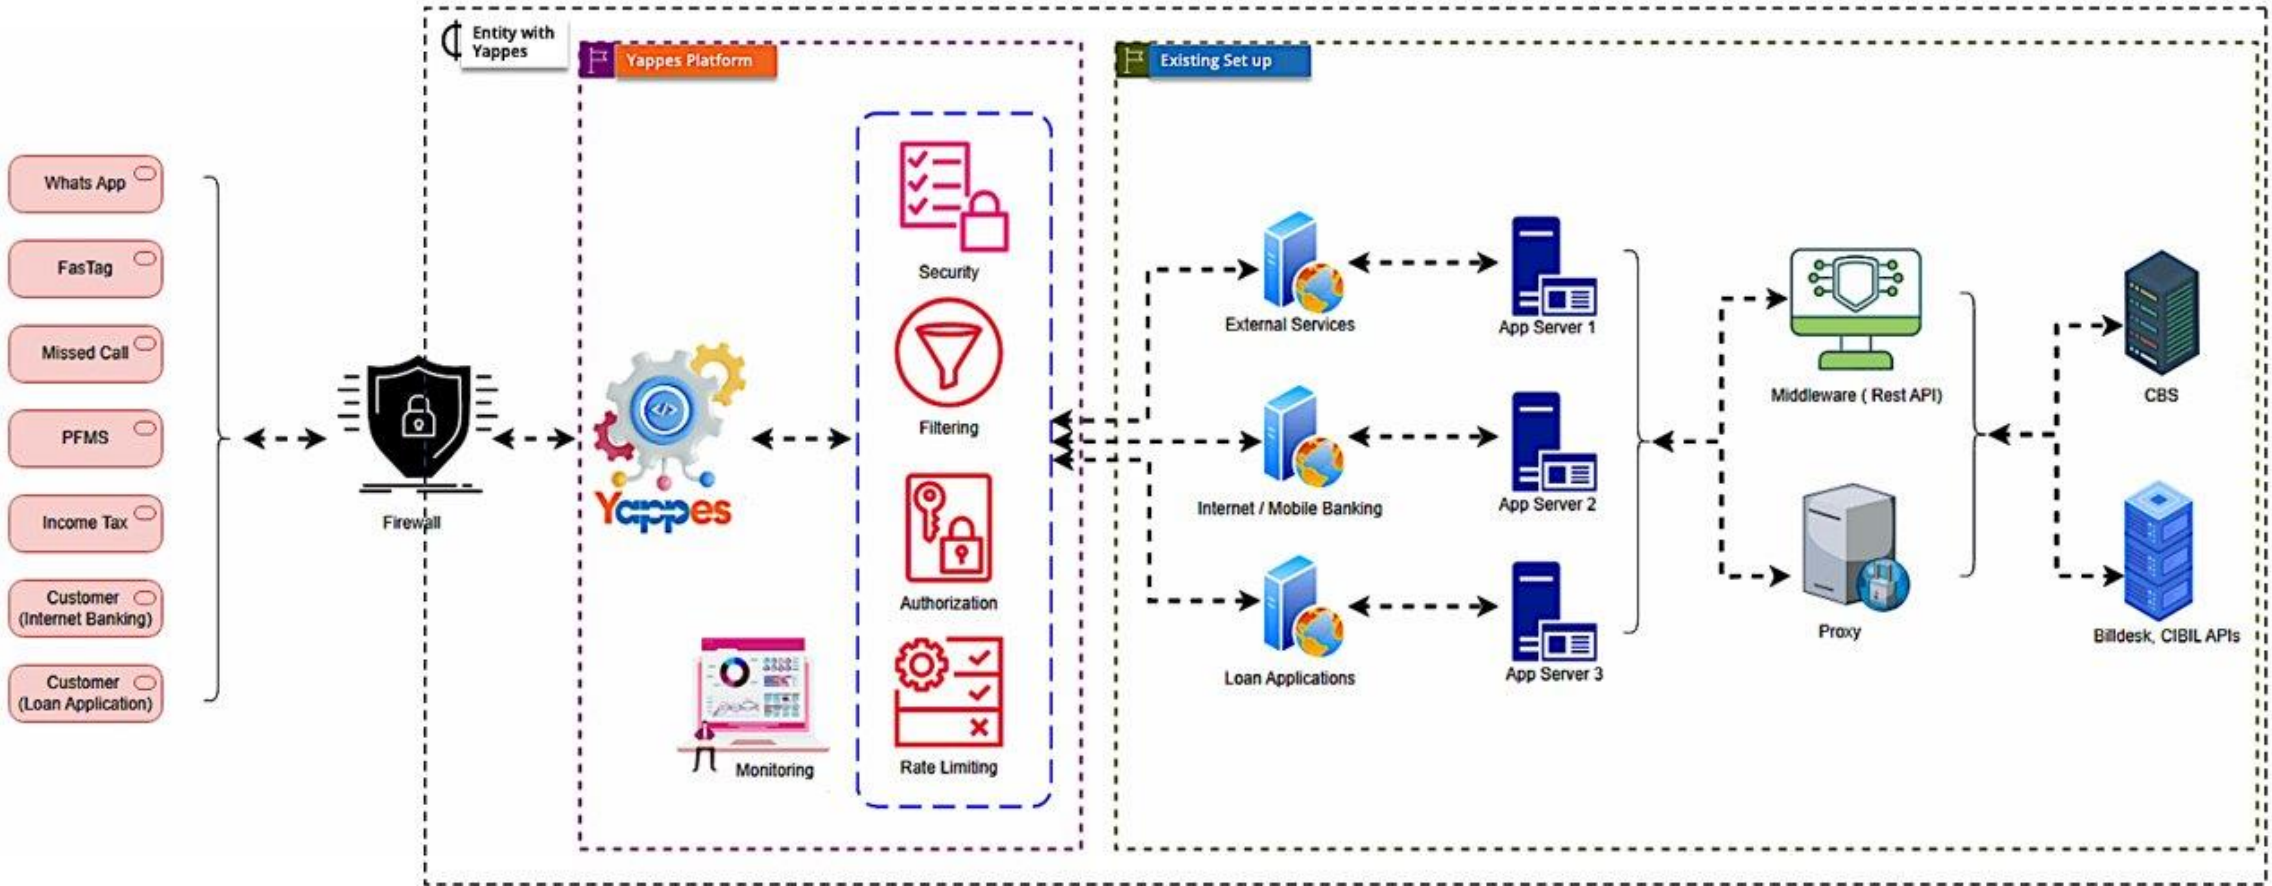 Entity with
Yappes
Yappes Platform
Existing Set up
Whats App
FasTag
Missed Call
PFMS
Income Tax
Customer
(Internet Banking)
Customer
(Loan Application)
Firewall
Yappes
Monitoring
Security
Filtering
Authorization
Rate Limiting
External Services
Internet / Mobile Banking
Loan Applications
App Server 1
App Server 2
App Server 3
Middleware ( Rest API)
Proxy
CBS
Billdesk, CIBIL APIs